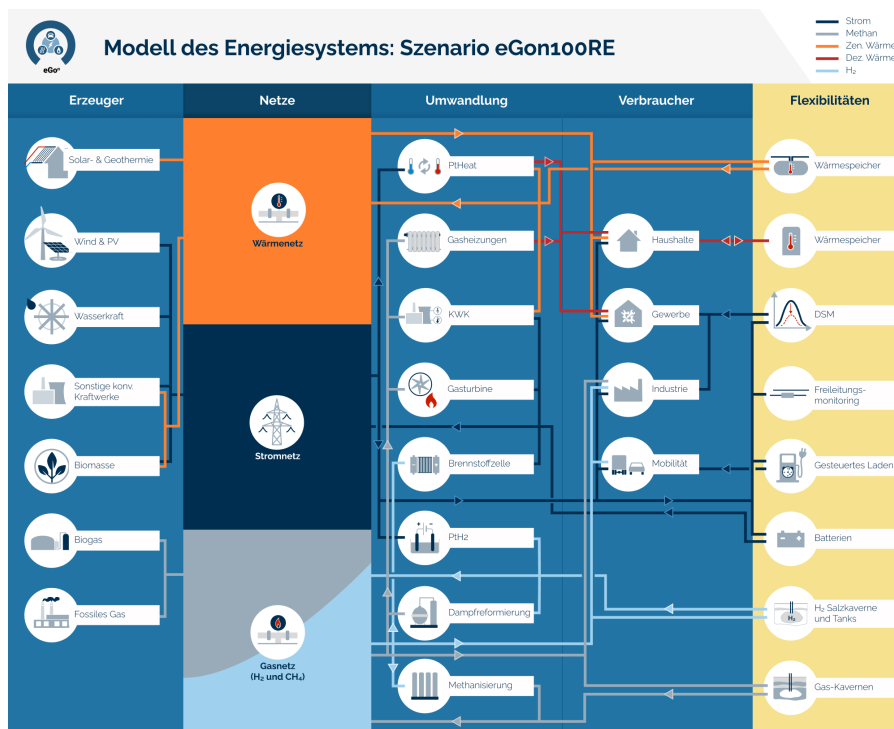 eGoⁿ
Modell des Energiesystems: Szenario eGon100RE
Strom
Methan
Zen. Wärme
Dez. Wärme
H₂
Erzeuger
Netze
Umwandlung
Verbraucher
Flexibilitäten
Solar- & Geothermie
Wind & PV
Wasserkraft
Sonstige konv.
Kraftwerke
Biomasse
Biogas
Fossiles Gas
Wärmenetz
Stromnetz
Gasnetz
(H₂ und CH₄)
PtHeat
Gasheizungen
KWK
Gasturbine
Brennstoffzelle
PtH2
Dampfreformierung
Methanisierung
Haushalte
Gewerbe
Industrie
Mobilität
Wärmespeicher
Wärmespeicher
DSM
Freileitungs-
monitoring
Gesteuertes Laden
Batterien
H₂
H₂ Salzkaverne
und Tanks
Gas-Kavernen